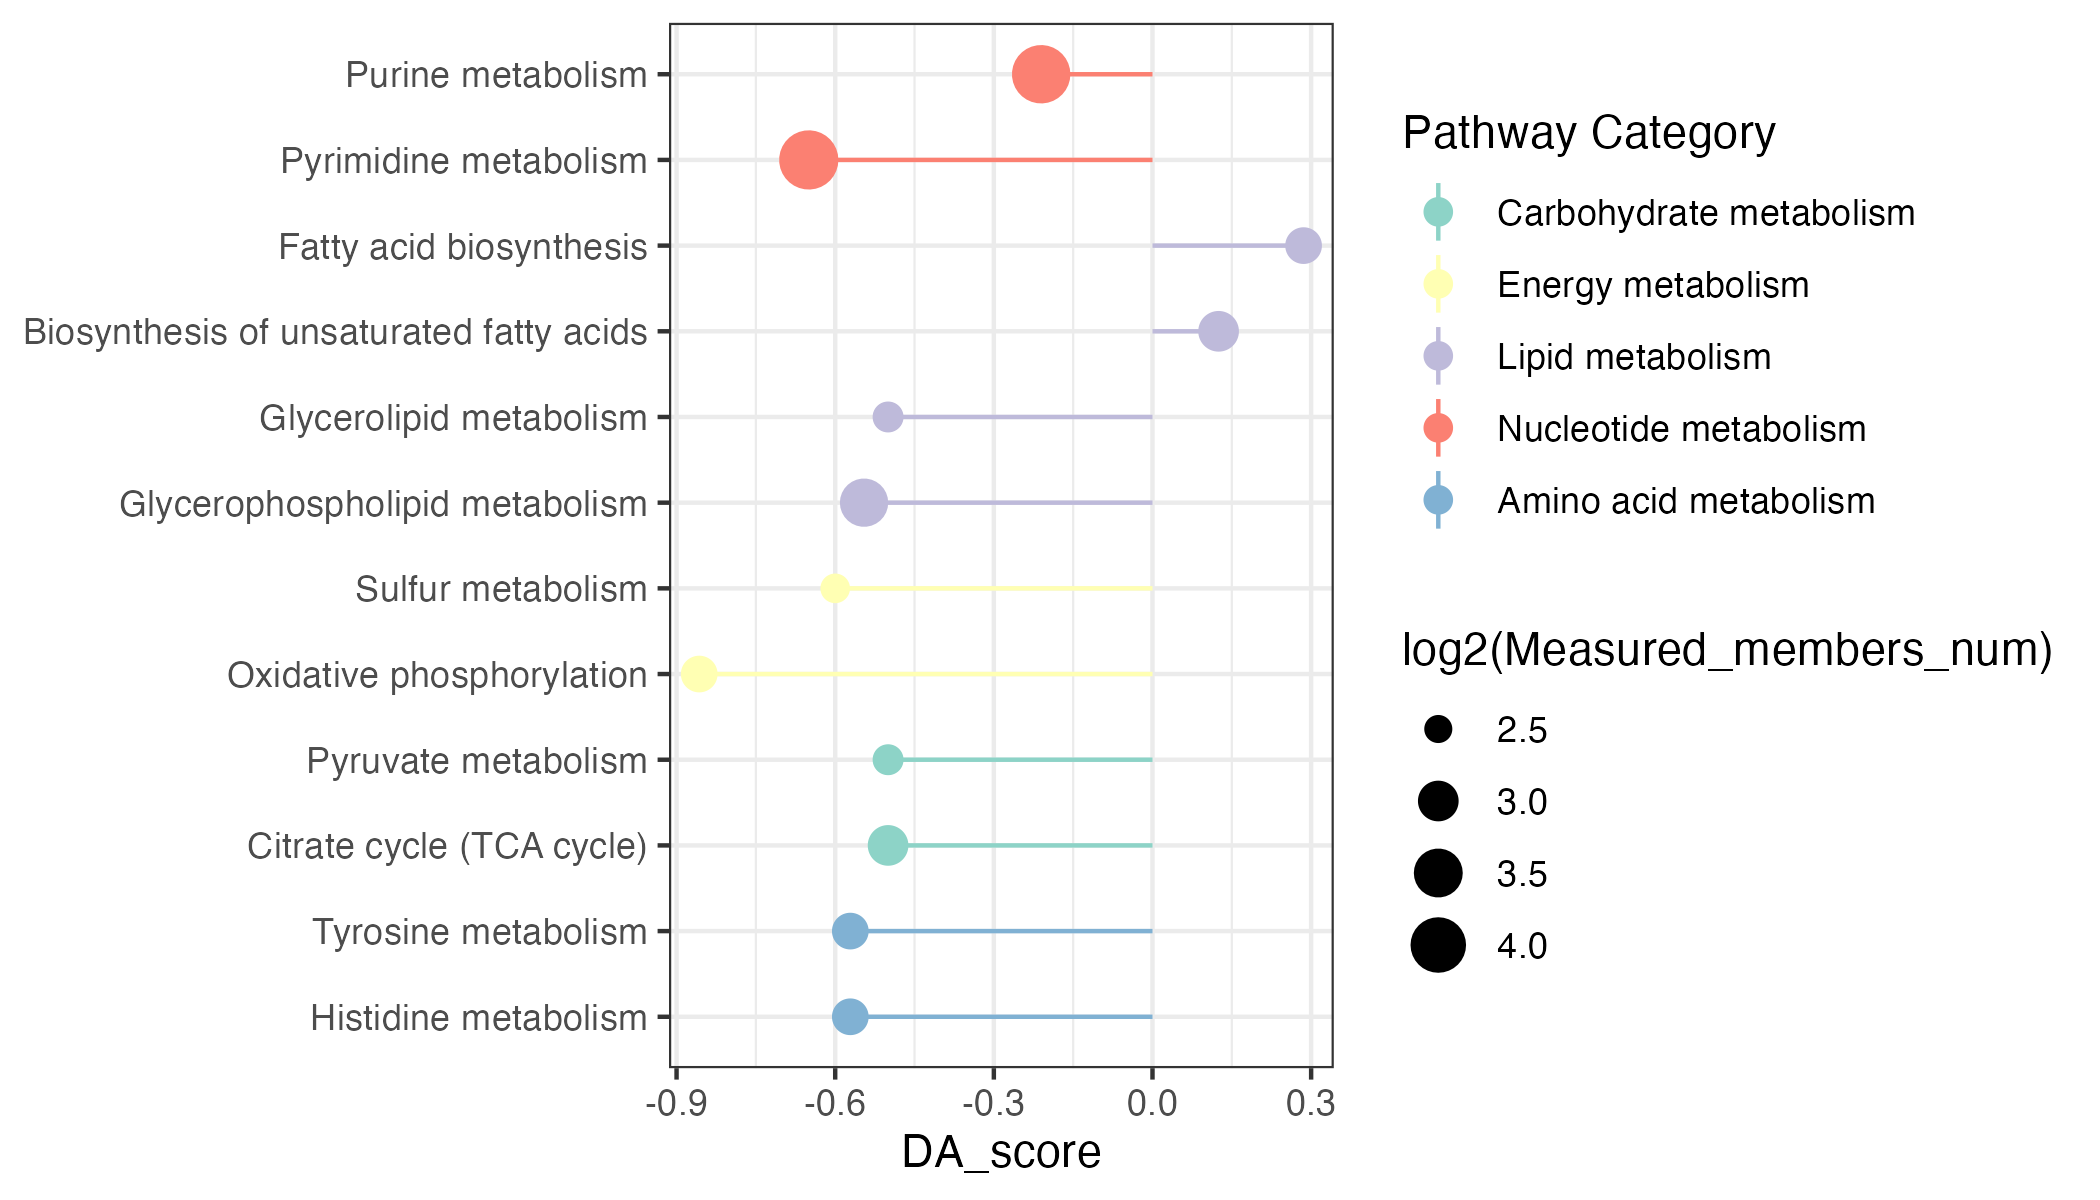 Purine metabolism
Pyrimidine metabolism
Fatty acid biosynthesis
Biosynthesis of unsaturated fatty acids
Glycerolipid metabolism
Glycerophospholipid metabolism
Sulfur metabolism
Oxidative phosphorylation
Pyruvate metabolism
Citrate cycle (TCA cycle)
Tyrosine metabolism
Histidine metabolism
-0.9 -0.6 -0.3 0.0 0.3
DA_score
Pathway Category
Carbohydrate metabolism
Energy metabolism
Lipid metabolism
Nucleotide metabolism
Amino acid metabolism
log2(Measured_members_num)
2.5
3.0
3.5
4.0